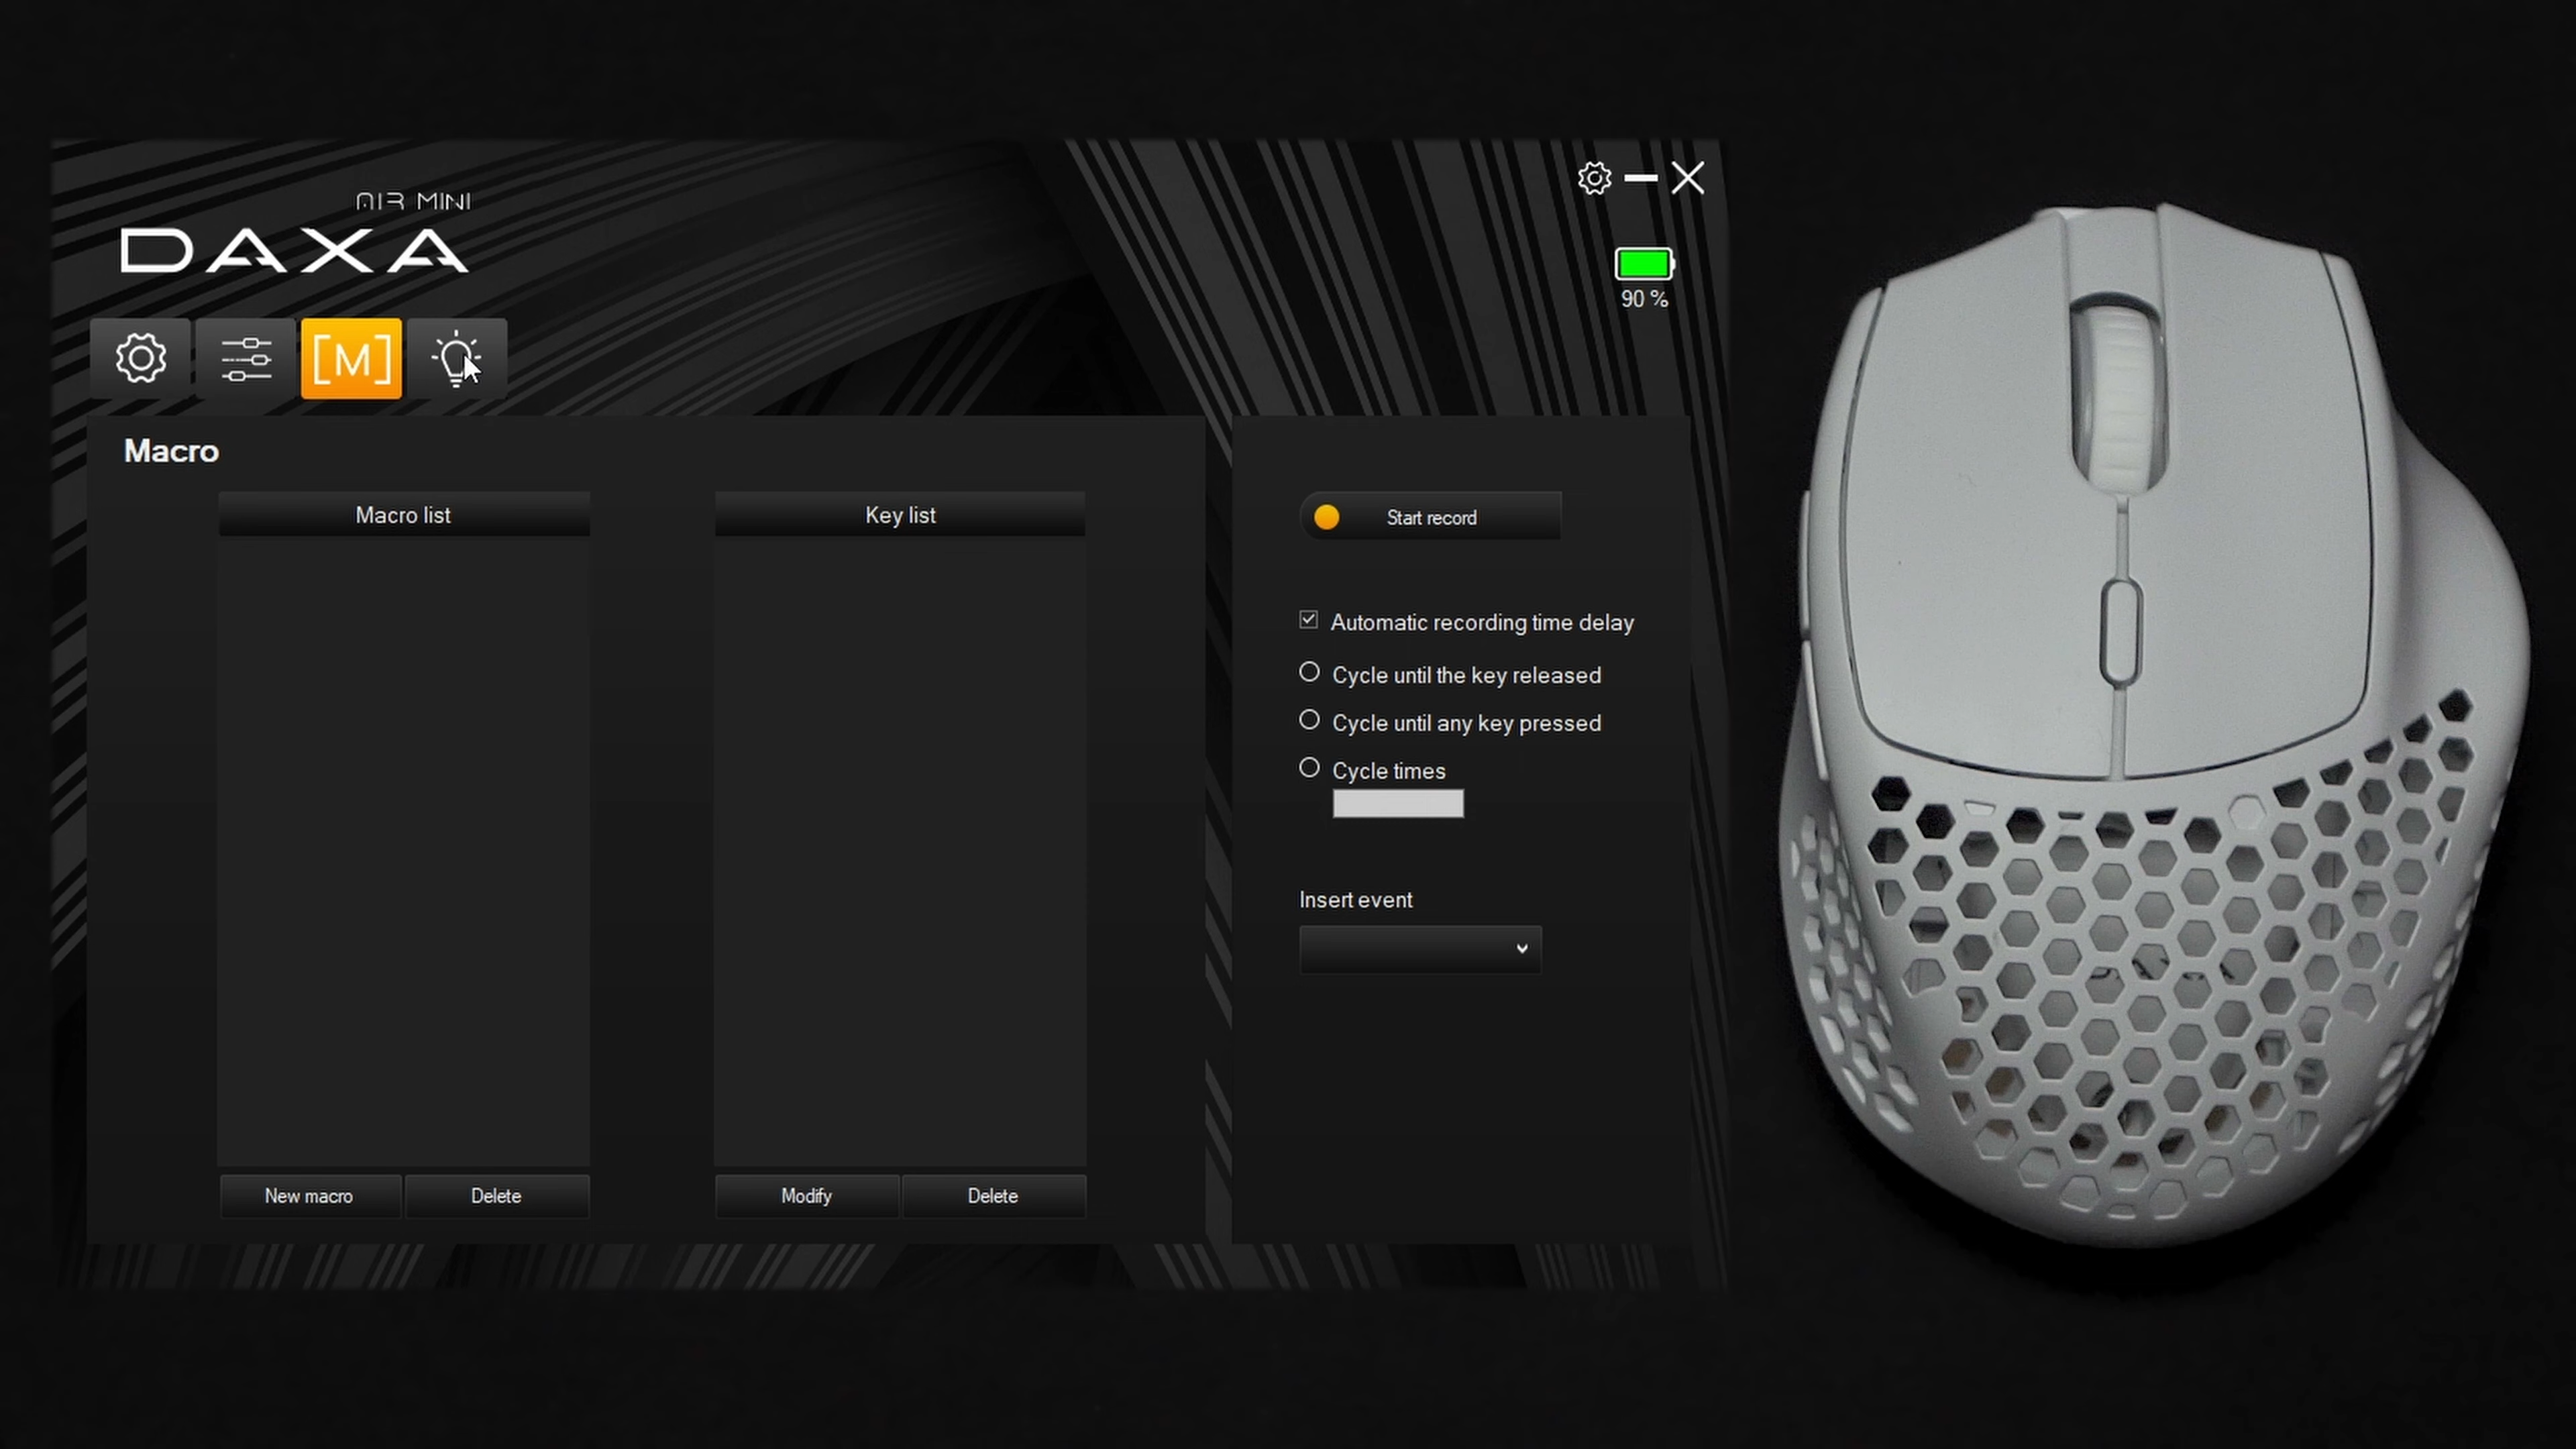 AIR MINI
DAXA
90 %
[M]
Macro
Macro list
Key list
New macro
Delete
Modify
Delete
Start record
Automatic recording time delay
Cycle until the key released
Cycle until any key pressed
Cycle times
Insert event